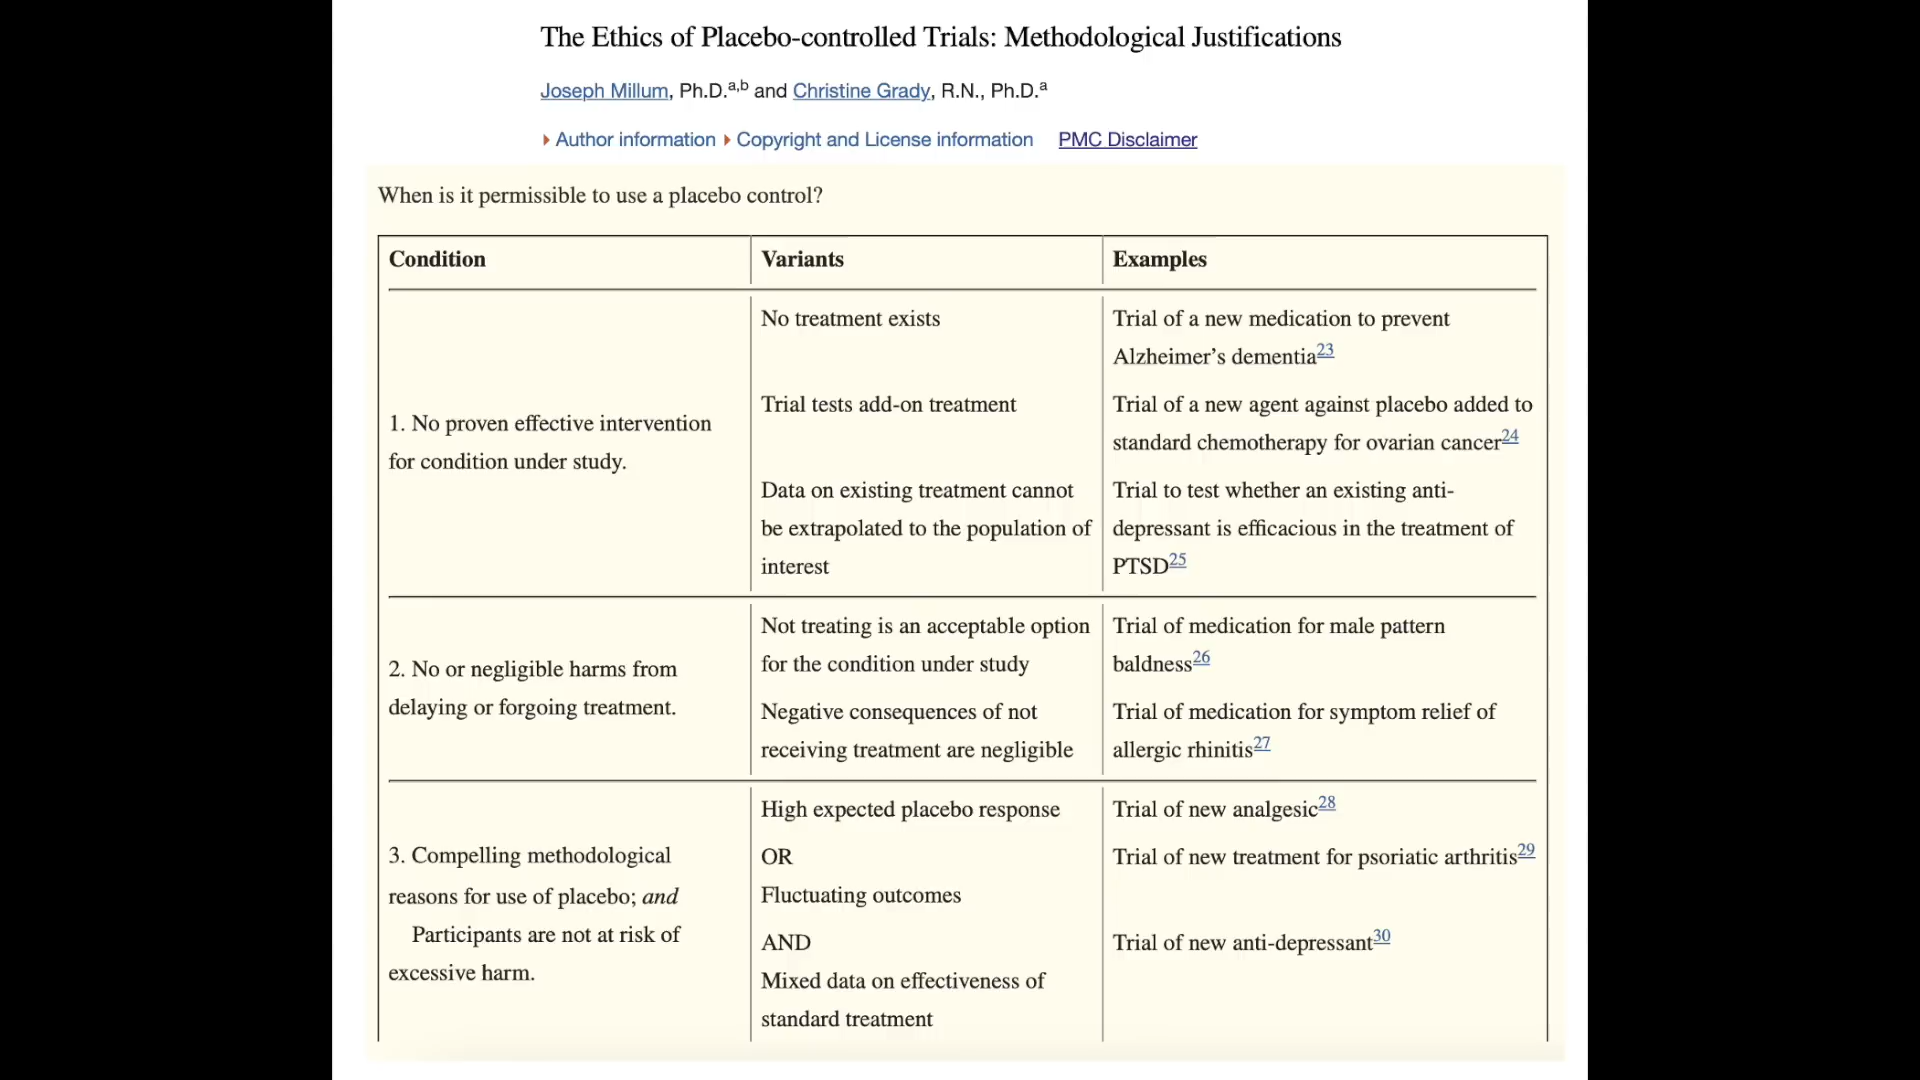 The Ethics of Placebo-controlled Trials: Methodological Justifications
Joseph Millum, Ph.D.a,b and Christine Grady, R.N., Ph.D.a
Author information Copyright and License information PMC Disclaimer
When is it permissible to use a placebo control?
Condition
Variants
Examples
1. No proven effective intervention
for condition under study.
No treatment exists
Trial of a new medication to prevent
Alzheimer’s dementia23
Trial tests add-on treatment
Trial of a new agent against placebo added to
standard chemotherapy for ovarian cancer24
Data on existing treatment cannot
be extrapolated to the population of
interest
Trial to test whether an existing anti-
depressant is efficacious in the treatment of
PTSD25
2. No or negligible harms from
delaying or forgoing treatment.
Not treating is an acceptable option
for the condition under study
Trial of medication for male pattern
baldness26
Negative consequences of not
receiving treatment are negligible
Trial of medication for symptom relief of
allergic rhinitis27
3. Compelling methodological
reasons for use of placebo; and
Participants are not at risk of
excessive harm.
High expected placebo response
Trial of new analgesic28
OR
Fluctuating outcomes
Trial of new treatment for psoriatic arthritis29
AND
Mixed data on effectiveness of
standard treatment
Trial of new anti-depressant30